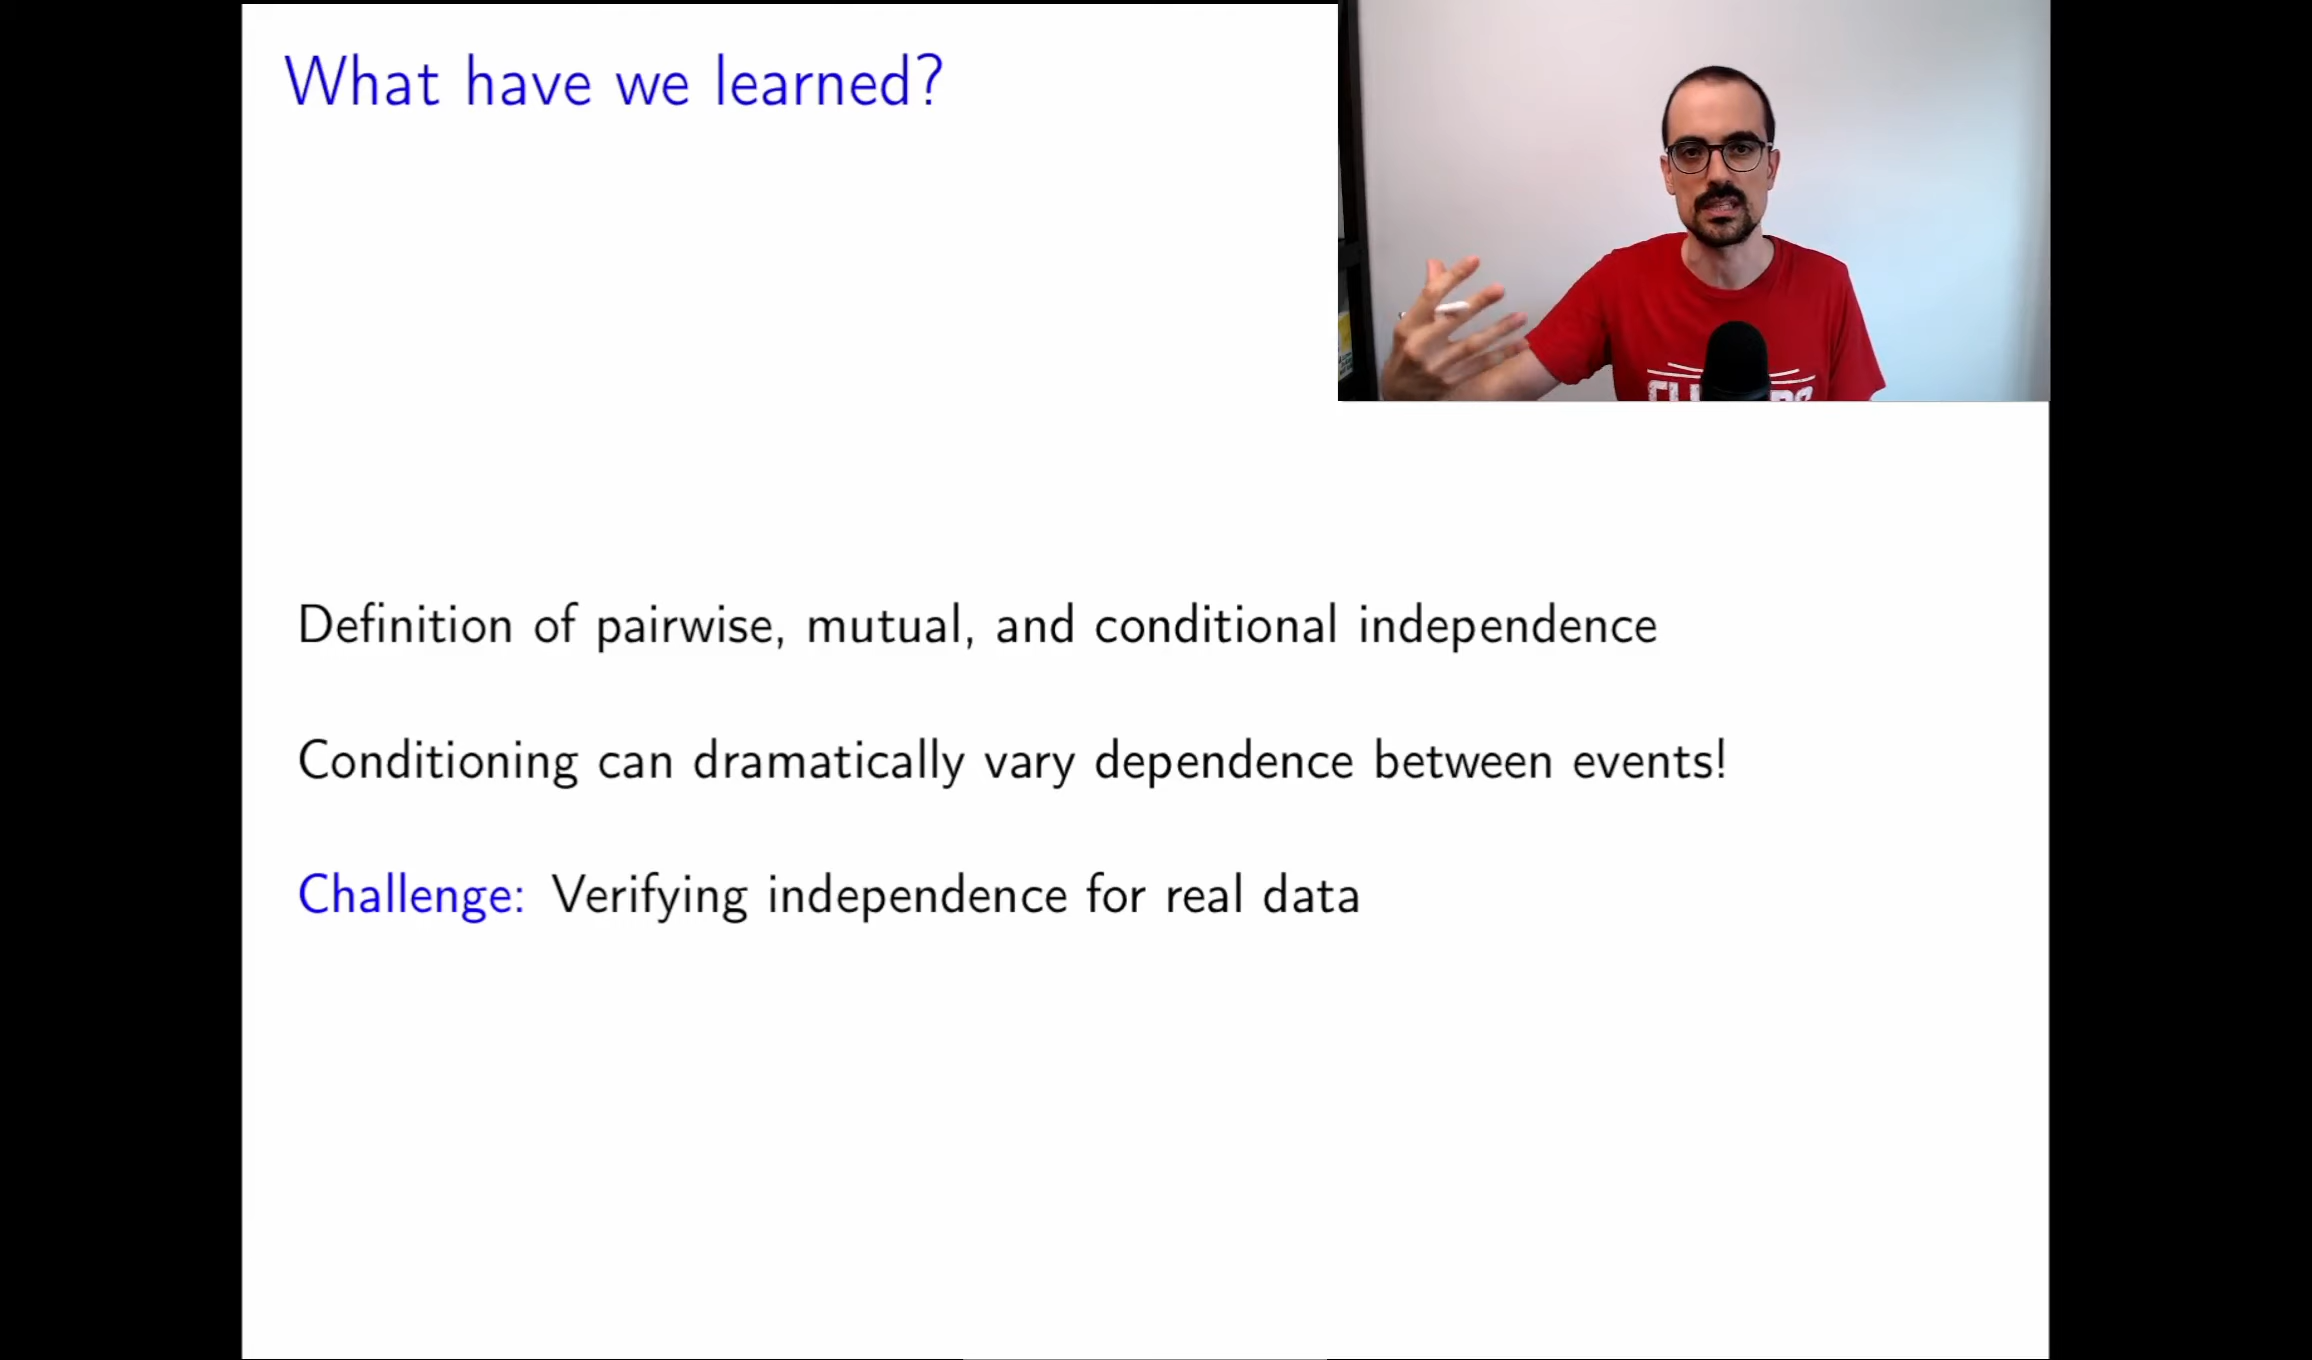 What have we learned?
Definition of pairwise, mutual, and conditional independence
Conditioning can dramatically vary dependence between events!
Challenge: Verifying independence for real data